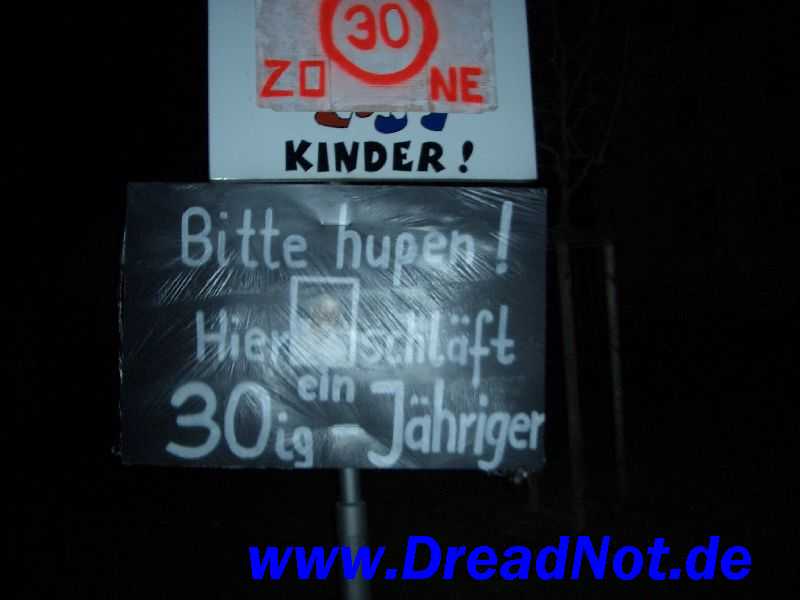 30
ZONE
KINDER!
Bitte hupen!
Hier schläft
ein
30ig-Jähriger
www.DreadNot.de